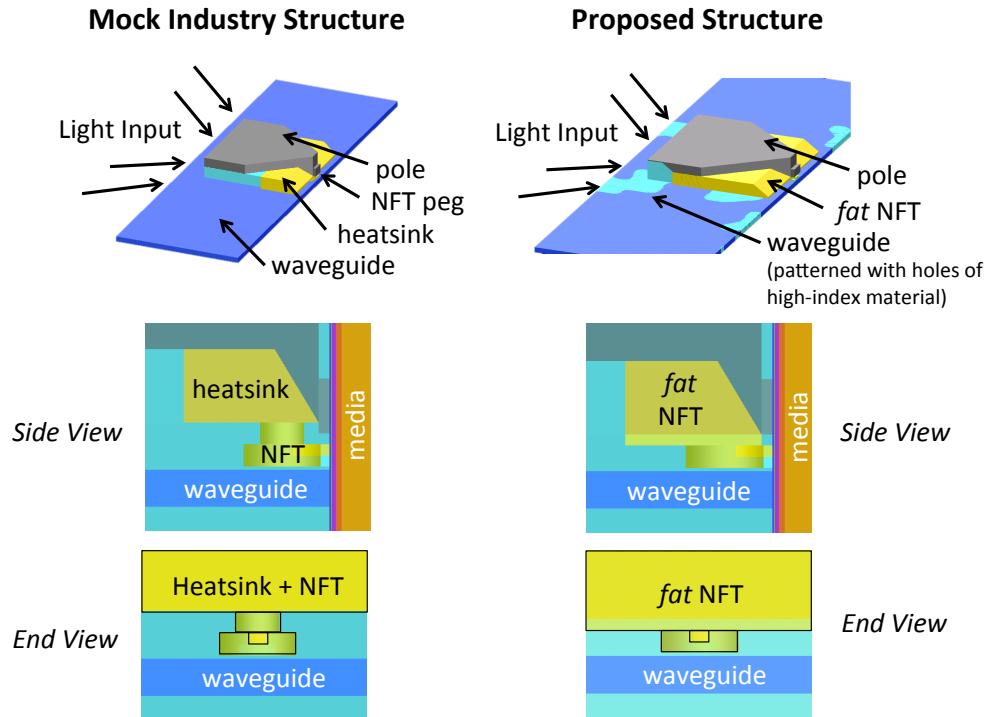 Mock Industry Structure
Light Input
pole
NFT peg
heatsink
waveguide
Proposed Structure
Light Input
pole
fat NFT
waveguide
(patterned with holes of
high-index material)
Side View
heatsink
NFT
waveguide
media
fat
NFT
waveguide
media
Side View
End View
Heatsink + NFT
waveguide
fat NFT
waveguide
End View